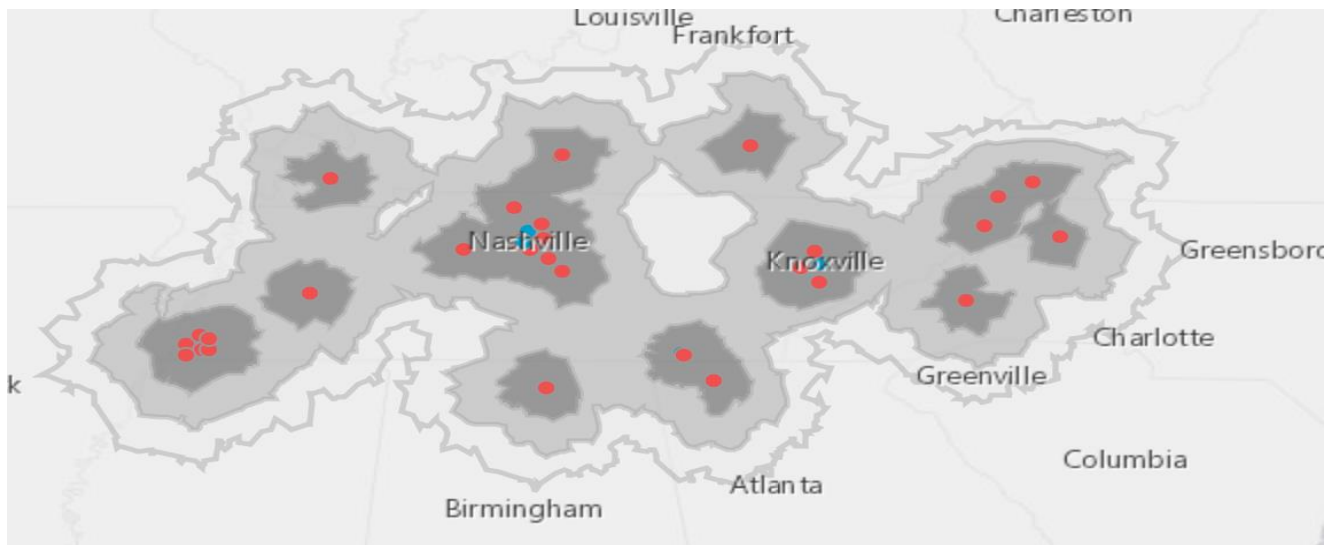 Louisville
Charleston
Frankfort
Nashville
Knoxville
Greensboro
Charlotte
k
Greenville
Columbia
Atlanta
Birmingham